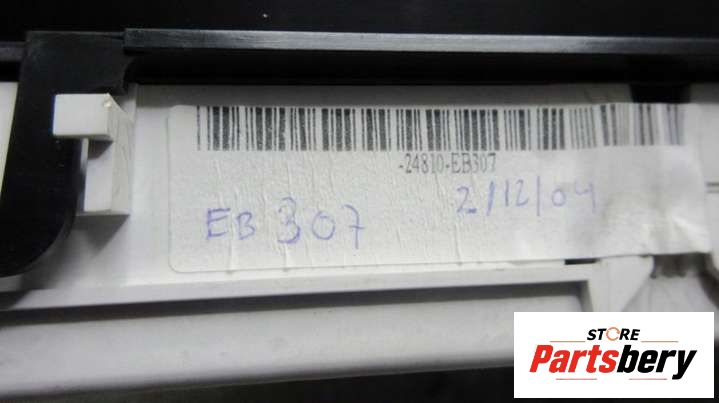 -24810-EB307
EB 307
2/12/04
STORE
Partsbery